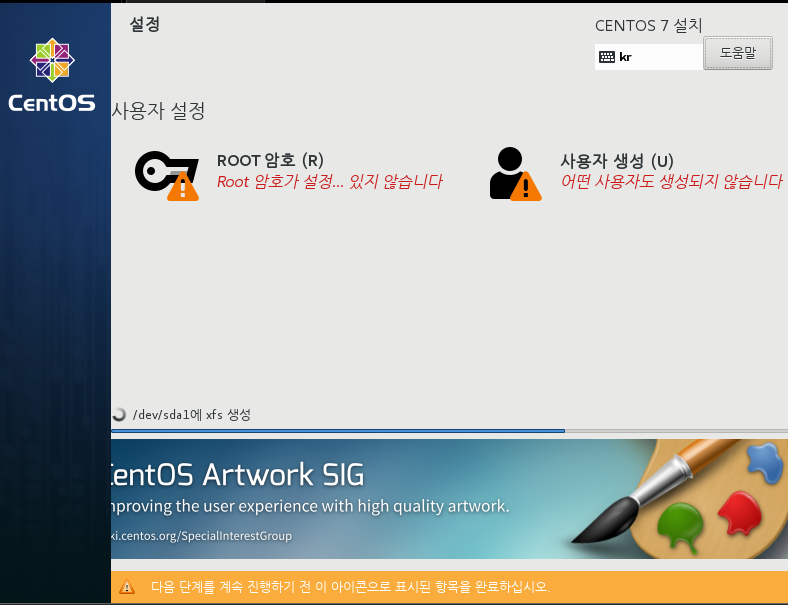 설정
CENTOS 7 설치
kr
도움말
CentOS
사용자 설정
ROOT 암호 (R)
Root 암호가 설정... 있지 않습니다
사용자 생성 (U)
어떤 사용자도 생성되지 않습니다
/dev/sda1에 xfs 생성
CentOS Artwork SIG
mproving the user experience with high quality artwork.
ki.centos.org/SpecialInterestGroup
다음 단계를 계속 진행하기 전 이 아이콘으로 표시된 항목을 완료하십시오.